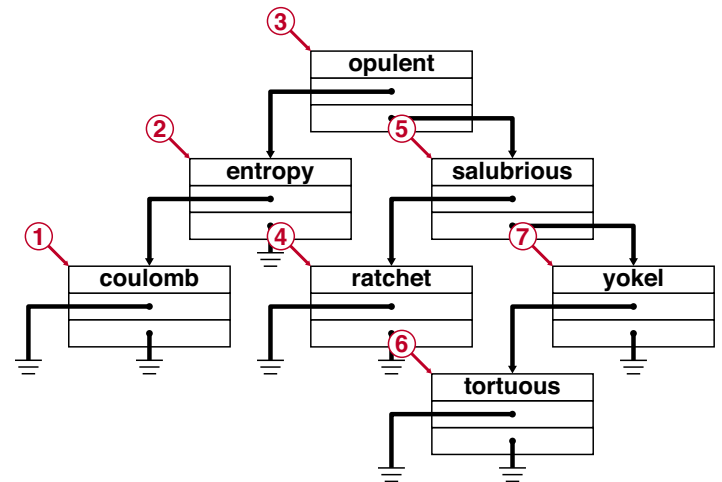 3
opulent
2
5
entropy
salubrious
1
4
7
coulomb
ratchet
yokel
6
tortuous